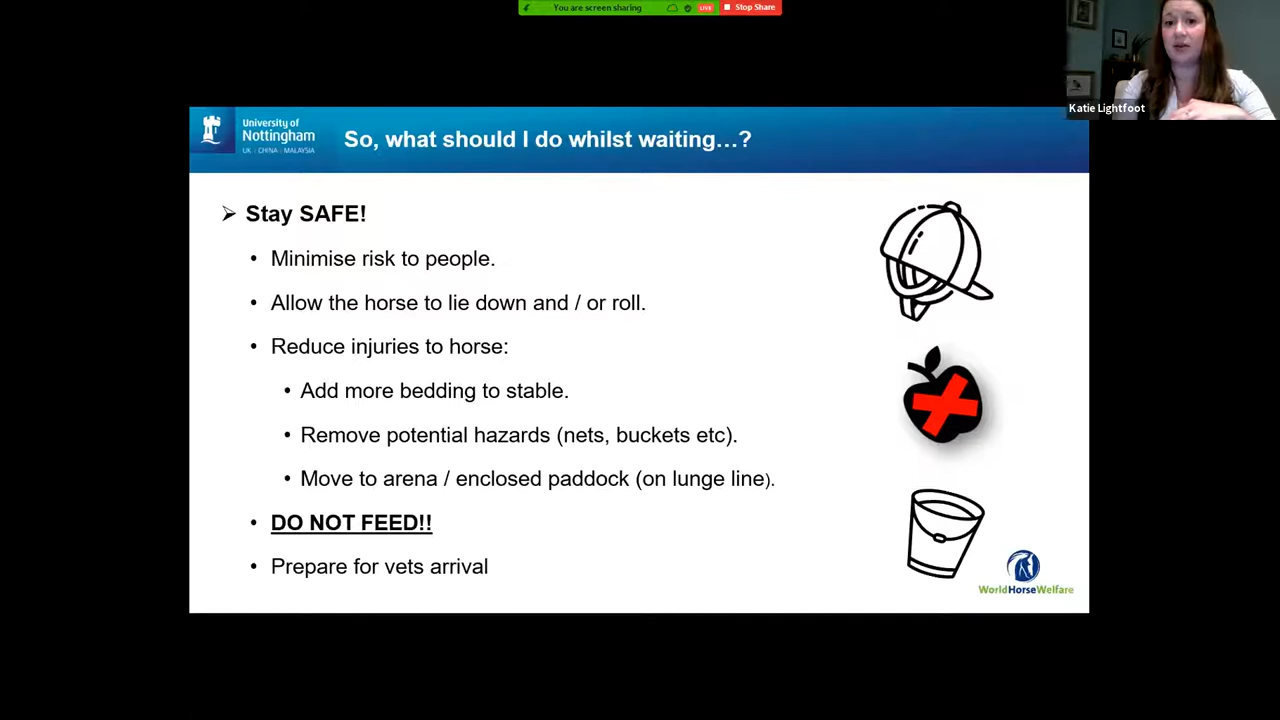 You are screen sharing
LIVE
Stop Share
Katie Lightfoot
University of
Nottingham
UK | CHINA | MALAYSIA
So, what should I do whilst waiting…?
➢ Stay SAFE!
• Minimise risk to people.
• Allow the horse to lie down and / or roll.
• Reduce injuries to horse:
• Add more bedding to stable.
• Remove potential hazards (nets, buckets etc).
• Move to arena / enclosed paddock (on lunge line).
• DO NOT FEED!!
• Prepare for vets arrival
WorldHorseWelfare